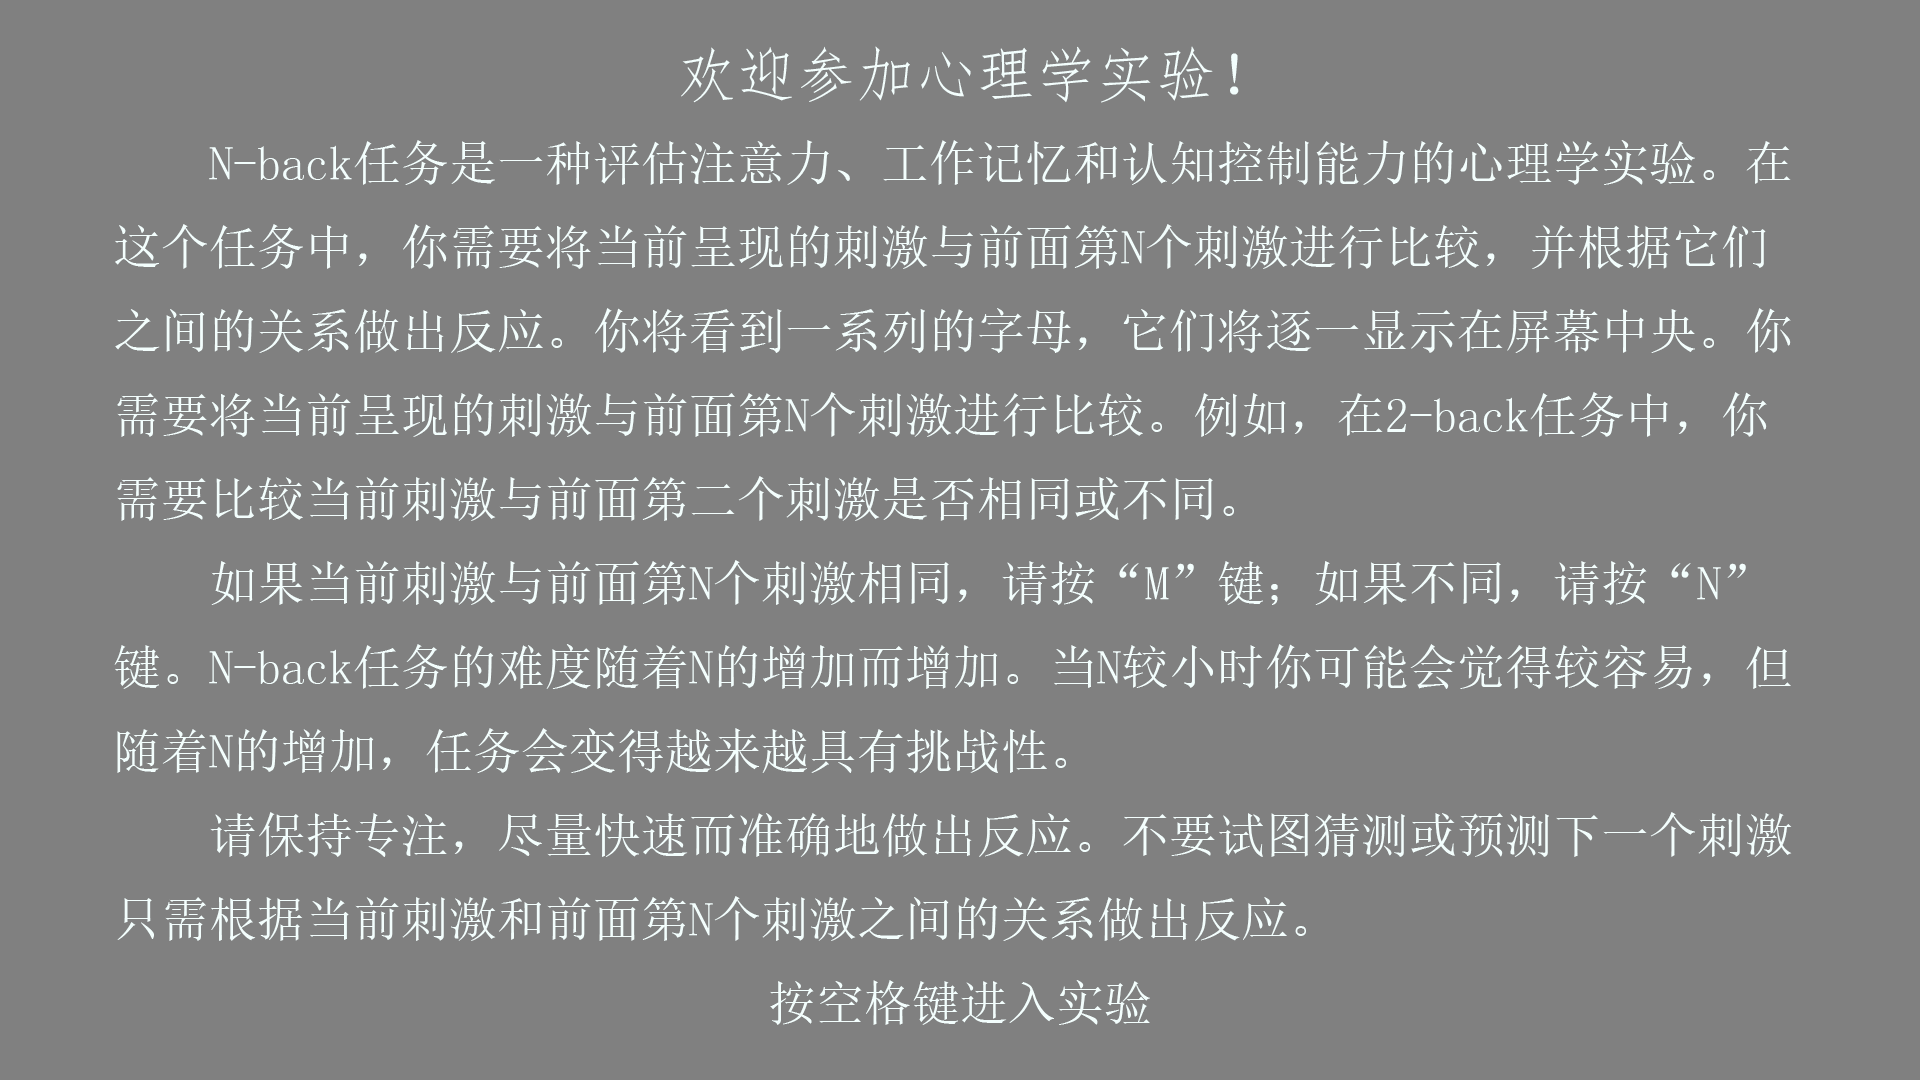 欢迎参加心理学实验！
N-back任务是一种评估注意力、工作记忆和认知控制能力的心理学实验。在
这个任务中，你需要将当前呈现的刺激与前面第N个刺激进行比较，并根据它们
之间的关系做出反应。你将看到一系列的字母，它们将逐一显示在屏幕中央。你
需要将当前呈现的刺激与前面第N个刺激进行比较。例如，在2-back任务中，你
需要比较当前刺激与前面第二个刺激是否相同或不同。
如果当前刺激与前面第N个刺激相同，请按“M”键；如果不同，请按“N”
键。N-back任务的难度随着N的增加而增加。当N较小时你可能会觉得较容易，但
随着N的增加，任务会变得越来越具有挑战性。
请保持专注，尽量快速而准确地做出反应。不要试图猜测或预测下一个刺激
只需根据当前刺激和前面第N个刺激之间的关系做出反应。
按空格键进入实验